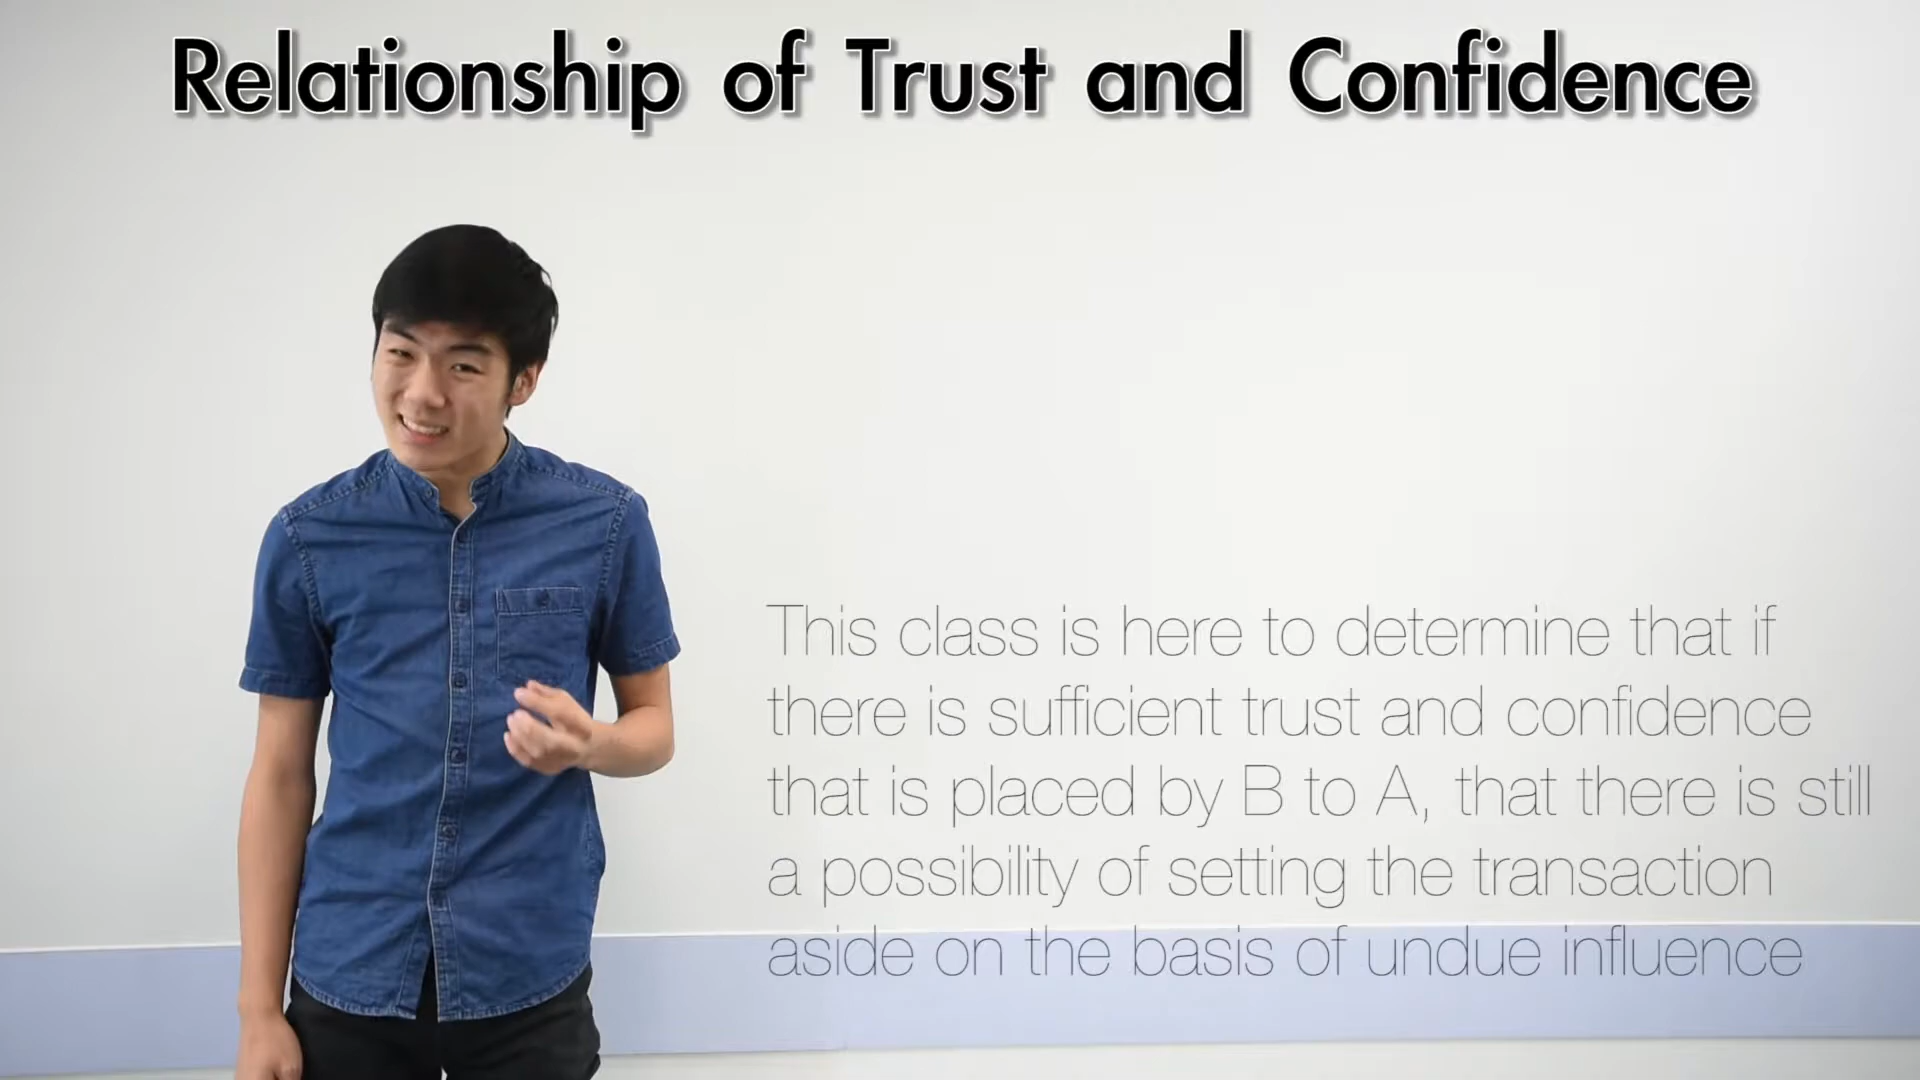 Relationship of Trust and Confidence
This class is here to determine that if
there is sufficient trust and confidence
that is placed by B to A, that there is still
a possibility of setting the transaction
aside on the basis of undue influence